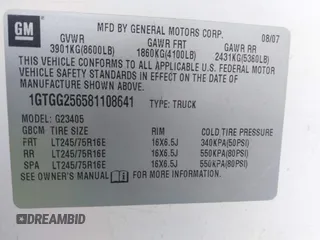 GM
MFD BY GENERAL MOTORS CORP. 08/07
GVWR GAWR FRT GAWR RR
3901KG(8600LB) 1860KG(4100LB) 2431KG(5360LB)
THIS VEHICLE CONFORMS TO ALL APPLICABLE U.S. FEDERAL
MOTOR VEHICLE SAFETY STANDARDS IN EFFECT ON THE DATE OF
MANUFACTURE SHOWN ABOVE.
1GTGG256581108641 TYPE: TRUCK
MODEL: G23405
GBCM TIRE SIZE RIM COLD TIRE PRESSURE
FRT LT245/75R16E 16X6.5J 340KPA(50PSI)
RR LT245/75R16E 16X6.5J 550KPA(80PSI)
SPA LT245/75R16E 16X6.5J 550KPA(80PSI)
SEE OWNER'S MANUAL FOR MORE INFORMATION.
DREAMBID